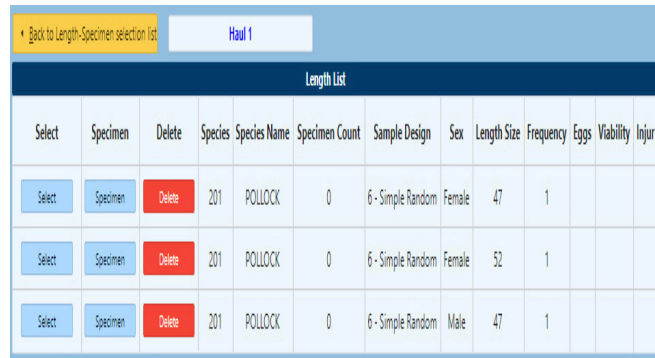 Back to Length-Specimen selection list Haul 1
Length List
Select Specimen Delete Species Species Name Specimen Count Sample Design Sex Length Size Frequency Eggs Viability Injur
Select Specimen Delete 201 POLLOCK 0 6 - Simple Random Female 47 1
Select Specimen Delete 201 POLLOCK 0 6 - Simple Random Female 52 1
Select Specimen Delete 201 POLLOCK 0 6 - Simple Random Male 47 1